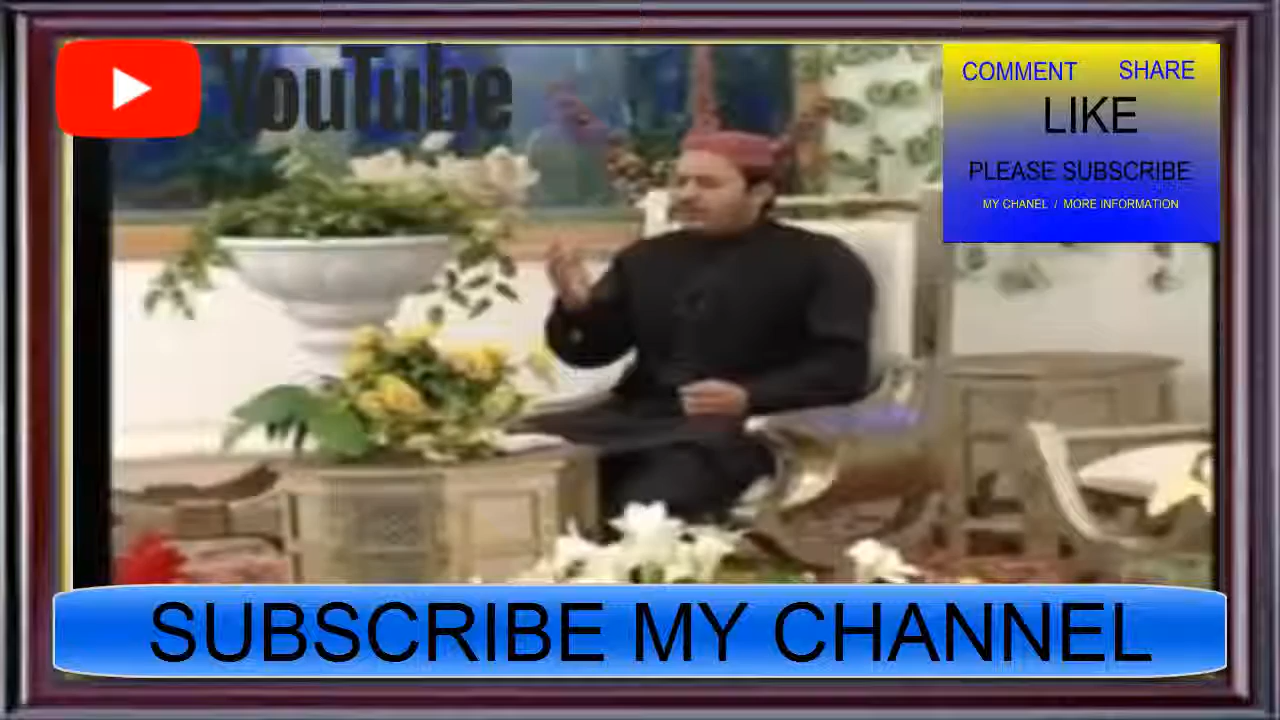 YouTube
COMMENT SHARE
LIKE
PLEASE SUBSCRIBE
MY CHANEL / MORE INFORMATION
SUBSCRIBE MY CHANNEL